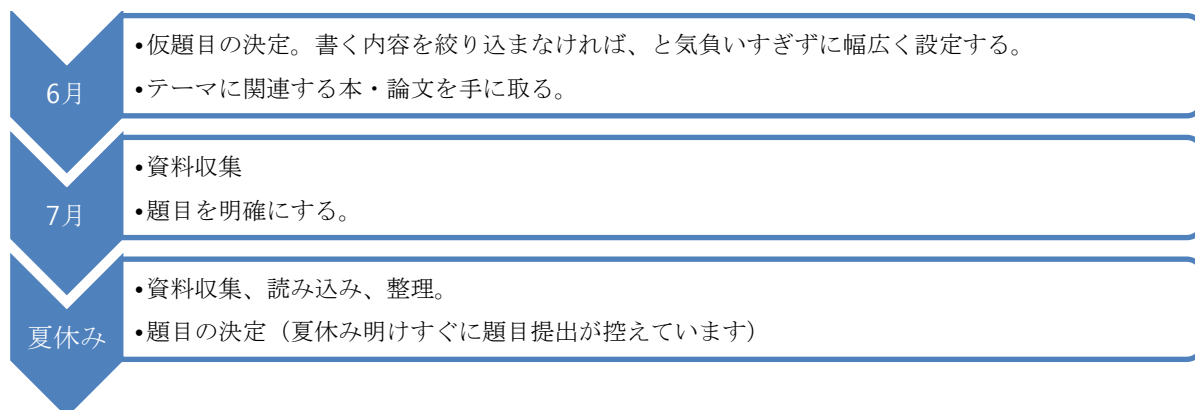 6月
•仮題目の決定。書く内容を絞り込まなければ、と気負いすぎずに幅広く設定する。
•テーマに関連する本・論文を手に取る。
7月
•資料収集
•題目を明確にする。
夏休み
•資料収集、読み込み、整理。
•題目の決定（夏休み明けすぐに題目提出が控えています）